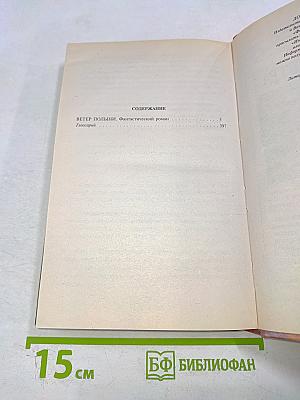 СОДЕРЖАНИЕ
ВЕТЕР ПОЛЫНИ. Фантастический роман . . . . . . . . . . 5
Глоссарий . . . . . . . . . . . . . . . . . . . . 397
15 см
БФ БИБЛИОФАН